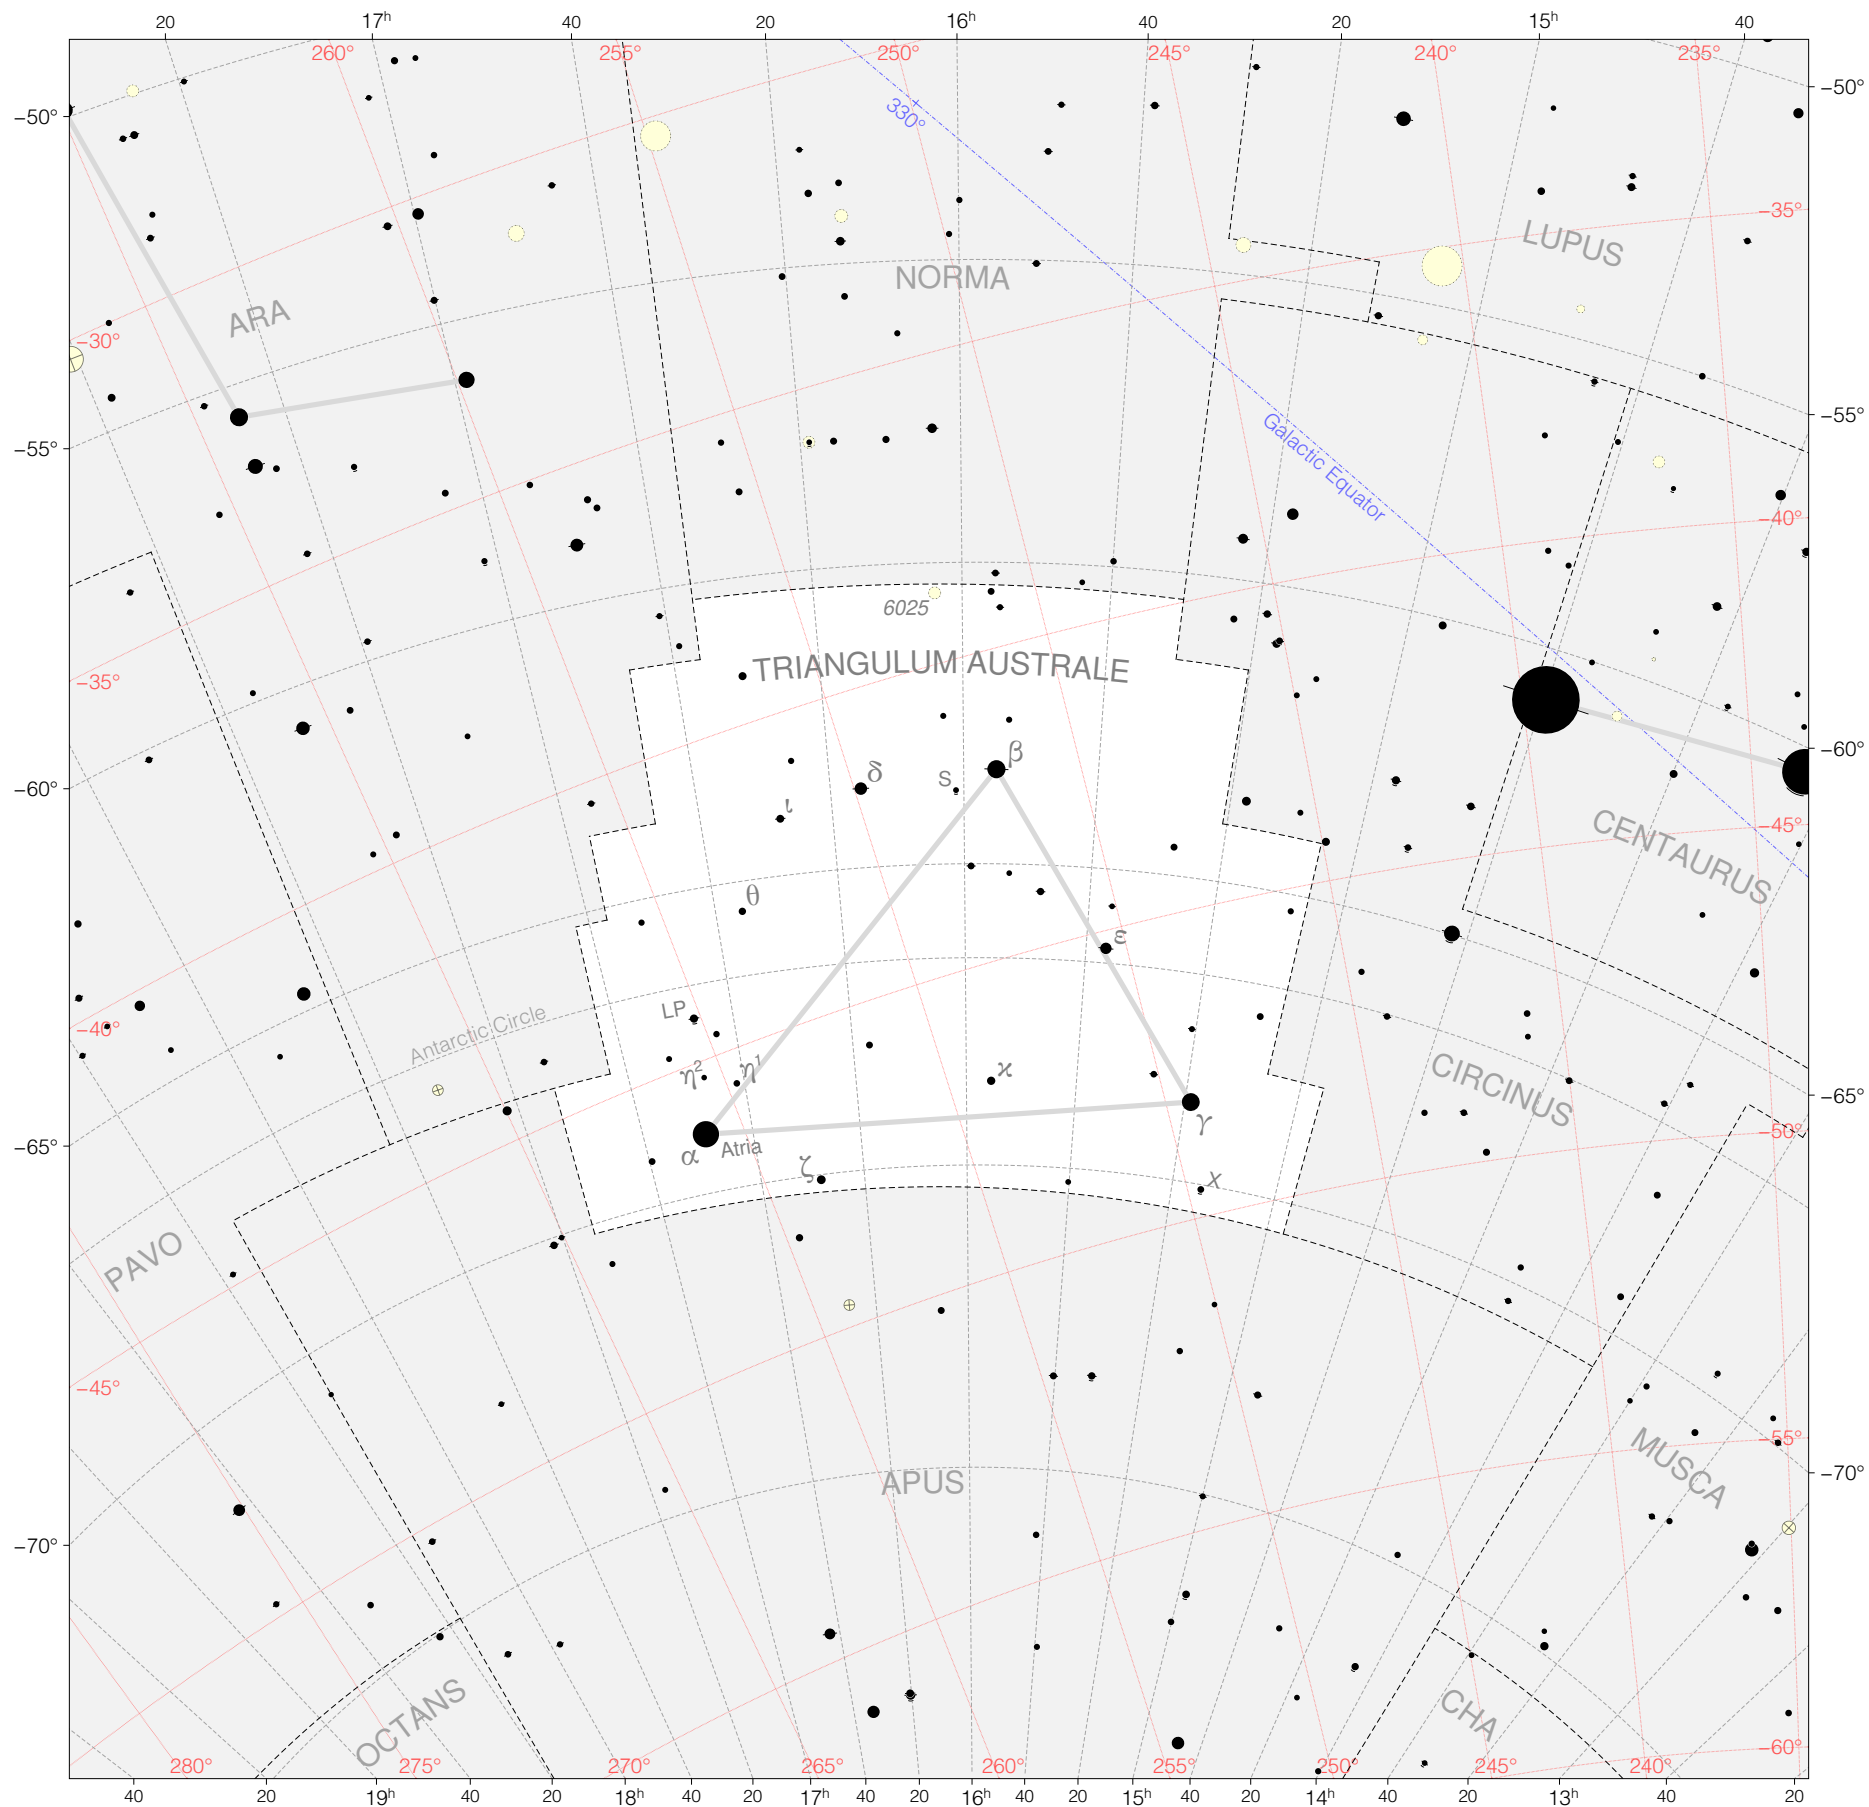 20 17h 40 20 16h 40 20 15h 40
260° 255° 250° 245° 240° 235°
330°
−50° −50°
−35°
LUPUS
NORMA
ARA
−30°
−55° −55°
Galactic Equator
−40°
6025
TRIANGULUM AUSTRALE
−35°
−60° −60°
β
δ
S
ι
−45°
CENTAURUS
θ
ε
LP
−40°
Antarctic Circle
η² η¹
ϰ
CIRCINUS
−65° −65°
γ
−50°
α Atria
ζ
X
PAVO
−45°
−55°
MUSCA
−70° −70°
APUS
OCTANS
CHA
−60°
280° 275° 270° 265° 260° 255° 250° 245° 240°
40 20 19h 40 20 18h 40 20 17h 40 20 16h 40 20 15h 40 20 14h 40 20 13h 40 20